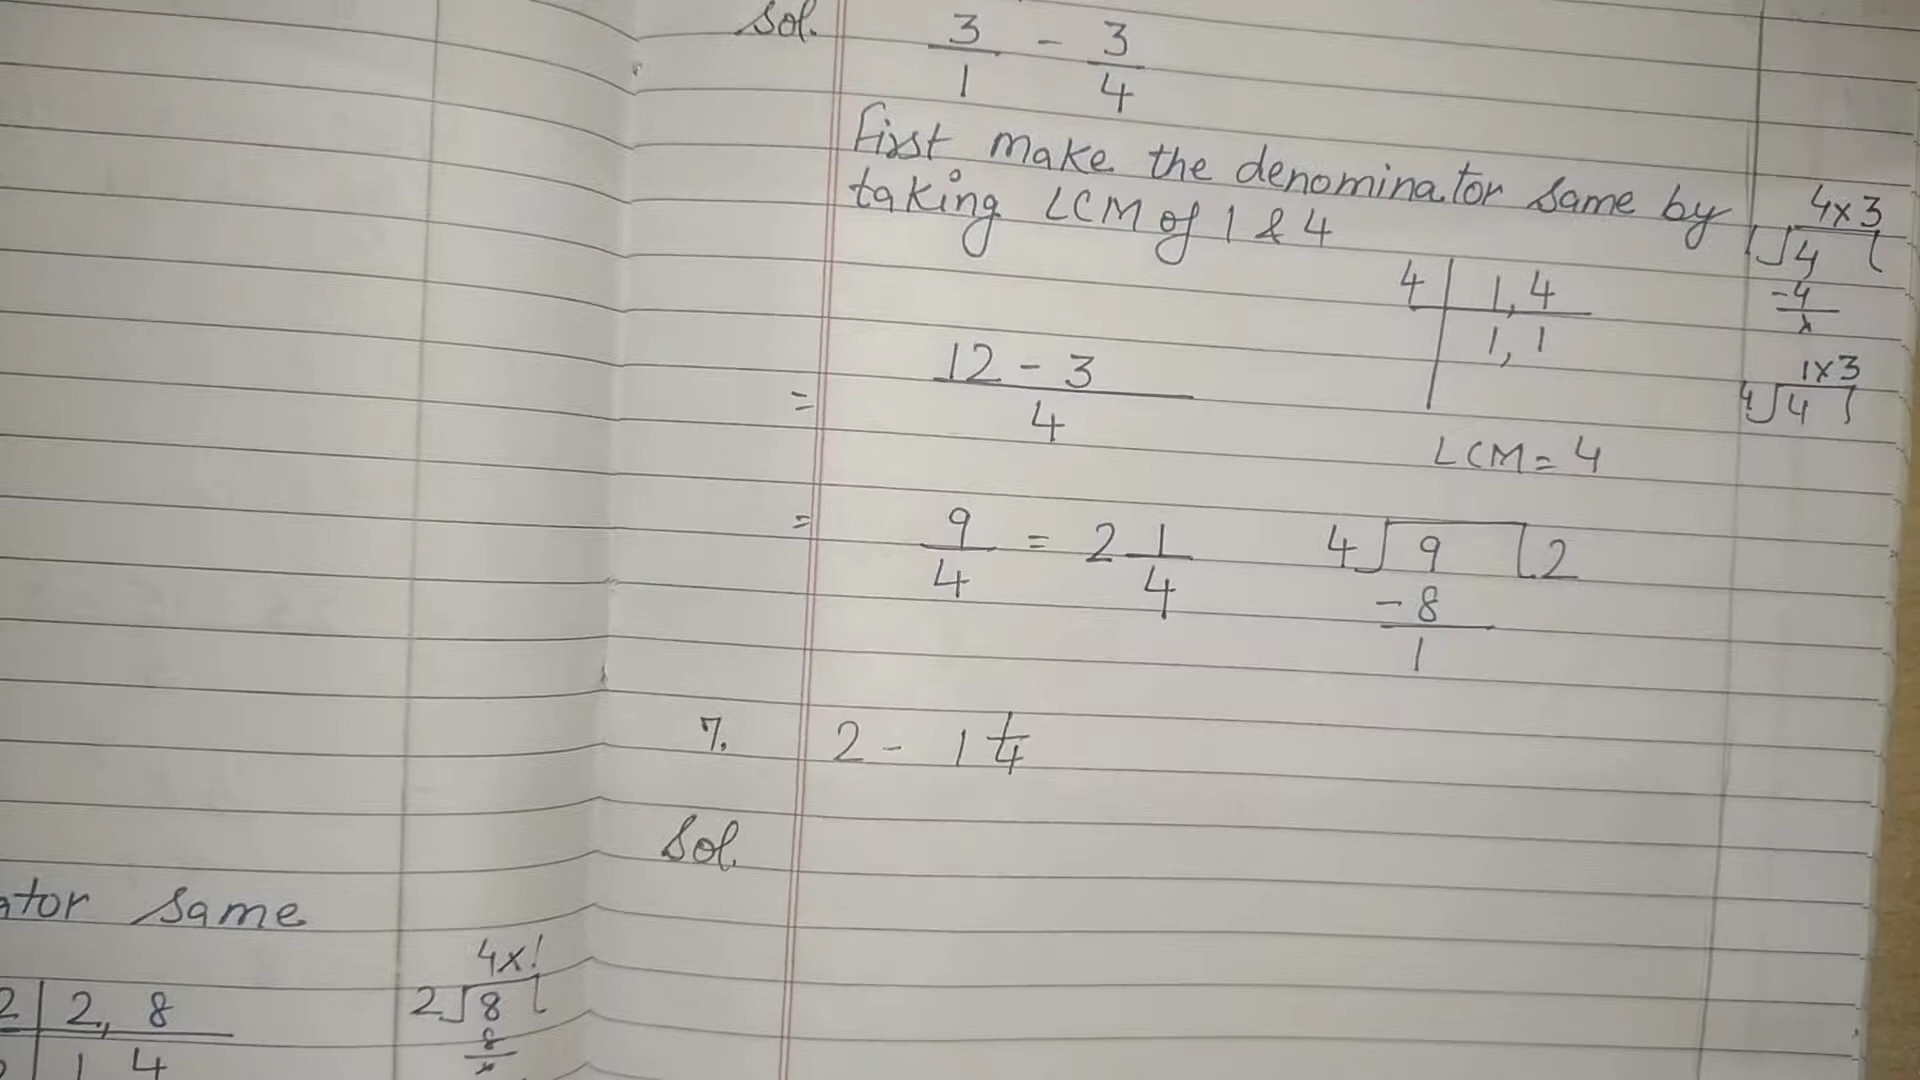 Sol. 3/1 - 3/4
First make the denominator same by
taking LCM of 1 & 4
4 | 1, 4
1, 1
LCM = 4
4x3
1 4
-4
x
1x3
4 4
= 12 - 3 / 4
= 9/4 = 2 1/4
4 9 2
-8
1
7. 2 - 1 1/4
Sol.
ator same
2 | 2, 8
1 4
4x1
2 8
8
x